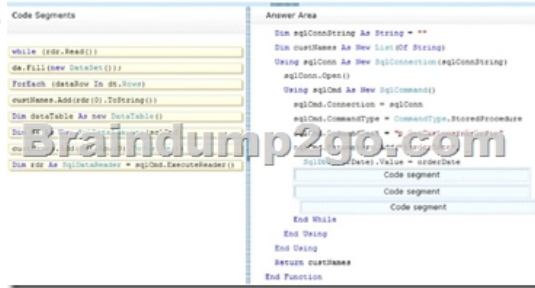 Code Segments
while (rdr.Read())
da.Fill(new DataSet());
ForEach (dataRow In dt.Rows)
custNames.Add(rdr(0).ToString())
Dim dataTable As new DataTable()
Dim
Braindump2go.com
Dim rdr As SqlDataReader = sqlCmd.ExecuteReader()
Answer Area
Dim sqlConnString As String = ""
Dim custNames As New List(Of String)
Using sqlConn As New SqlConnection(sqlConnString)
sqlConn.Open()
Using sqlCmd As New SqlCommand()
sqlCmd.Connection = sqlConn
sqlCmd.CommandType = CommandType.StoredProcedure
Date).Value = orderDate
Code segment
Code segment
Code segment
End While
End Using
End Using
Return custNames
End Function